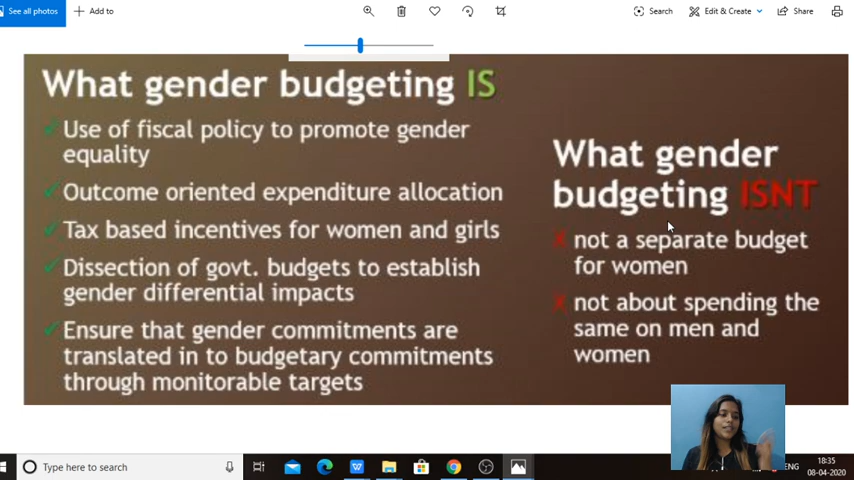 See all photos
Add to
Search
Edit & Create
Share
What gender budgeting IS
Use of fiscal policy to promote gender
equality
Outcome oriented expenditure allocation
Tax based incentives for women and girls
Dissection of govt. budgets to establish
gender differential impacts
Ensure that gender commitments are
translated in to budgetary commitments
through monitorable targets
What gender
budgeting ISNT
not a separate budget
for women
not about spending the
same on men and
women
Type here to search
ENG
18:35
08-04-2020